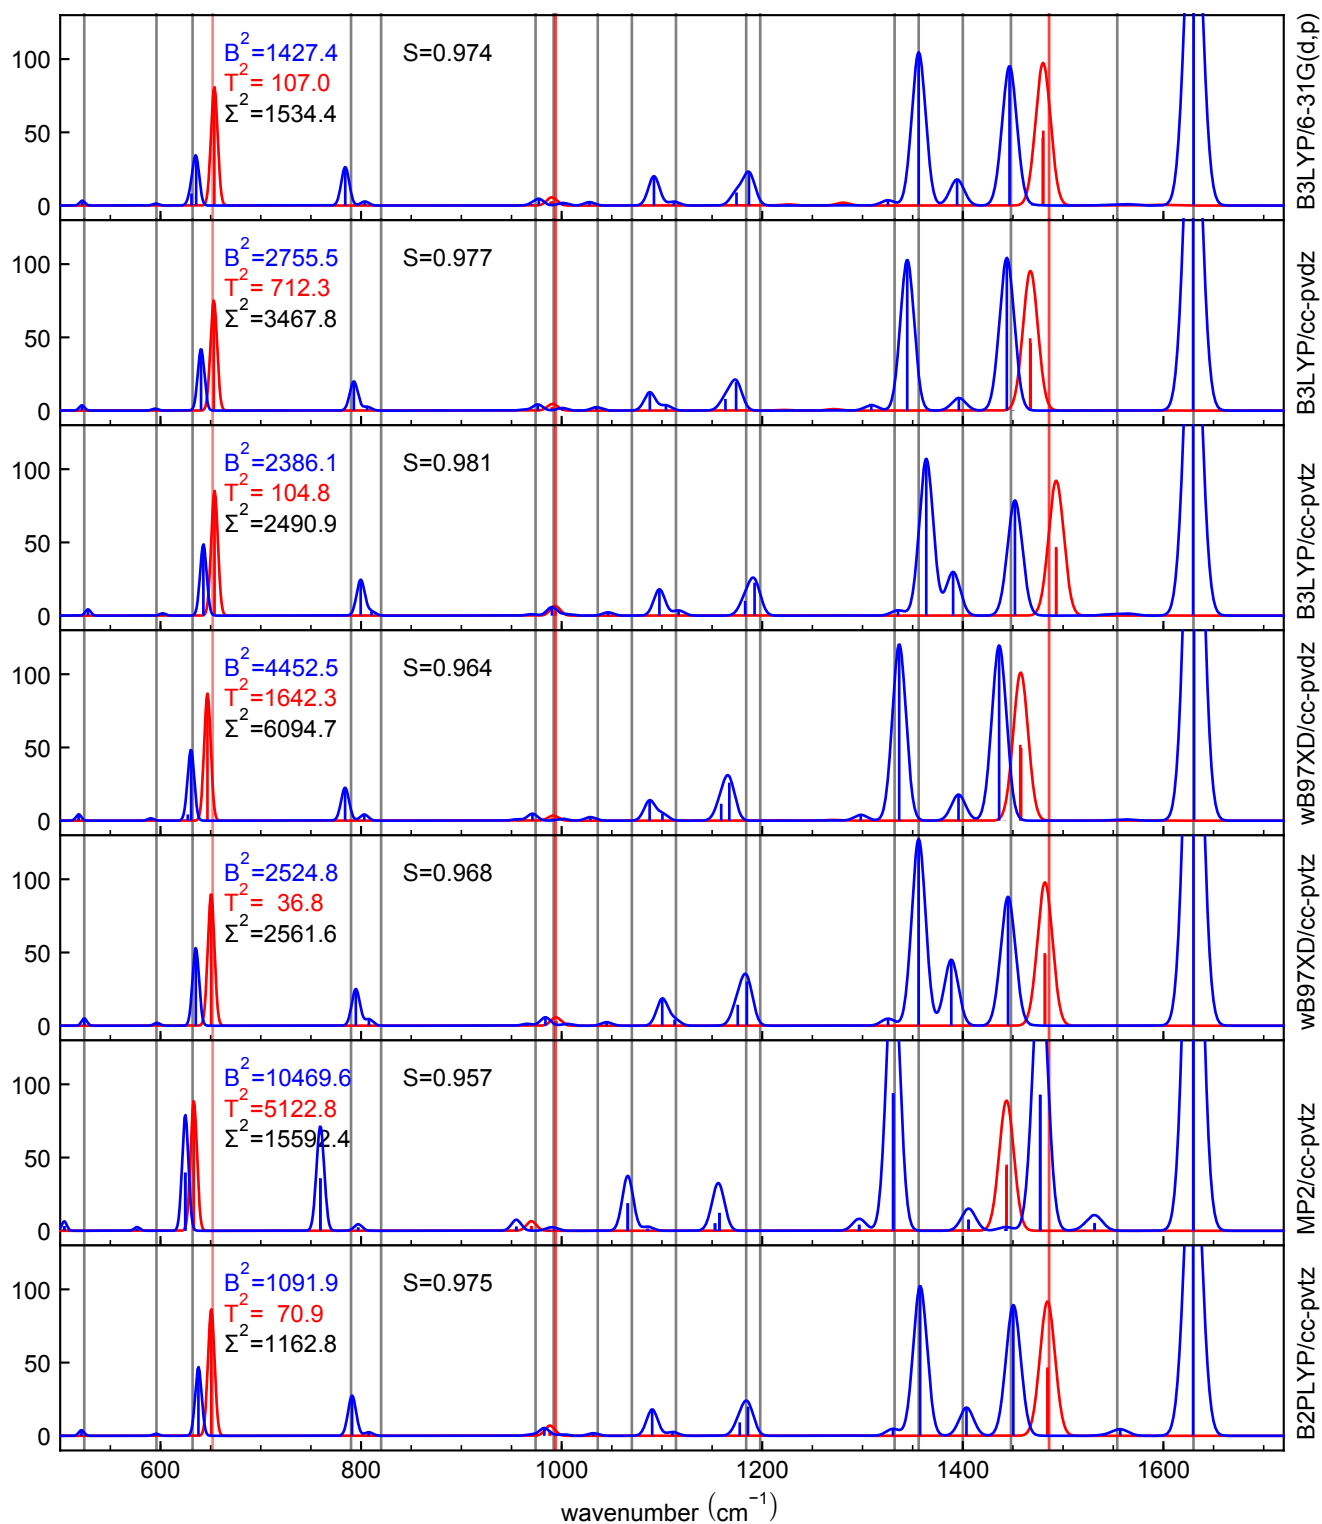 100
50
0
B²=1427.4
T²= 107.0
Σ²=1534.4
S=0.974
B3LYP/6-31G(d,p)
100
50
0
B²=2755.5
T²= 712.3
Σ²=3467.8
S=0.977
B3LYP/cc-pvdz
100
50
0
B²=2386.1
T²= 104.8
Σ²=2490.9
S=0.981
B3LYP/cc-pvtz
100
50
0
B²=4452.5
T²=1642.3
Σ²=6094.7
S=0.964
wB97XD/cc-pvdz
100
50
0
B²=2524.8
T²= 36.8
Σ²=2561.6
S=0.968
wB97XD/cc-pvtz
100
50
0
B²=10469.6
T²=5122.8
Σ²=15592.4
S=0.957
MP2/cc-pvtz
100
50
0
B²=1091.9
T²= 70.9
Σ²=1162.8
S=0.975
B2PLYP/cc-pvtz
600 800 1000 1200 1400 1600
wavenumber (cm⁻¹)